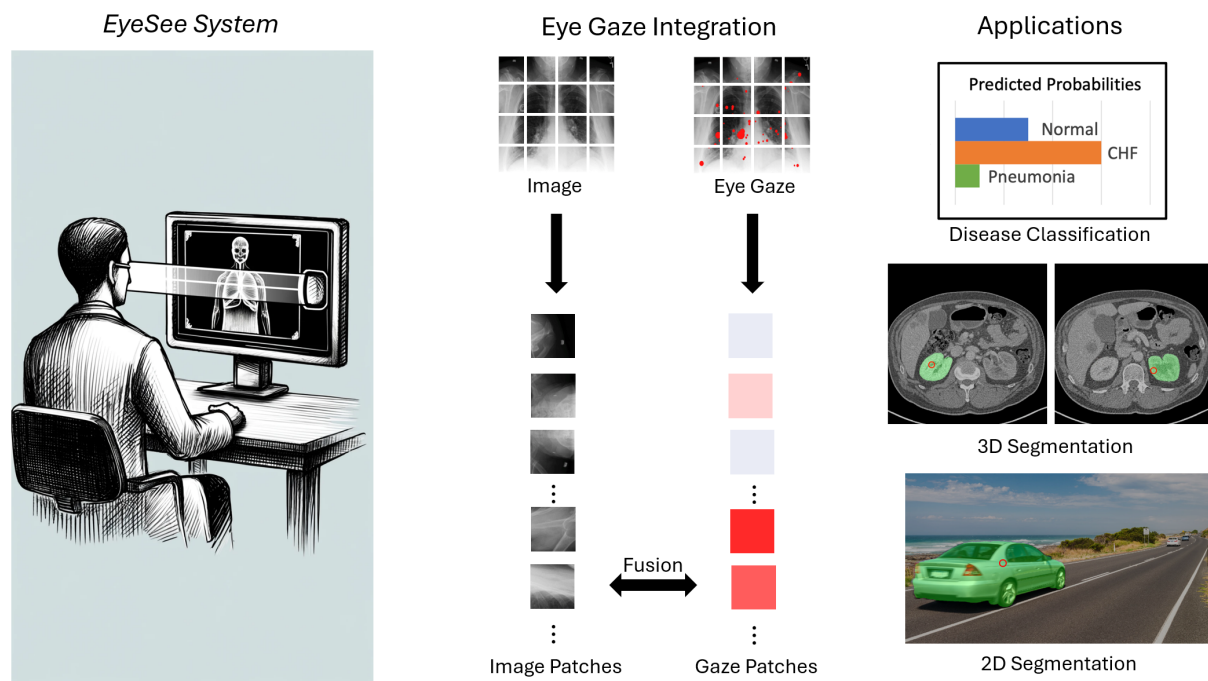 EyeSee System
Eye Gaze Integration
Applications
Image
Eye Gaze
Fusion
Image Patches
Gaze Patches
Predicted Probabilities
Normal
CHF
Pneumonia
Disease Classification
3D Segmentation
2D Segmentation